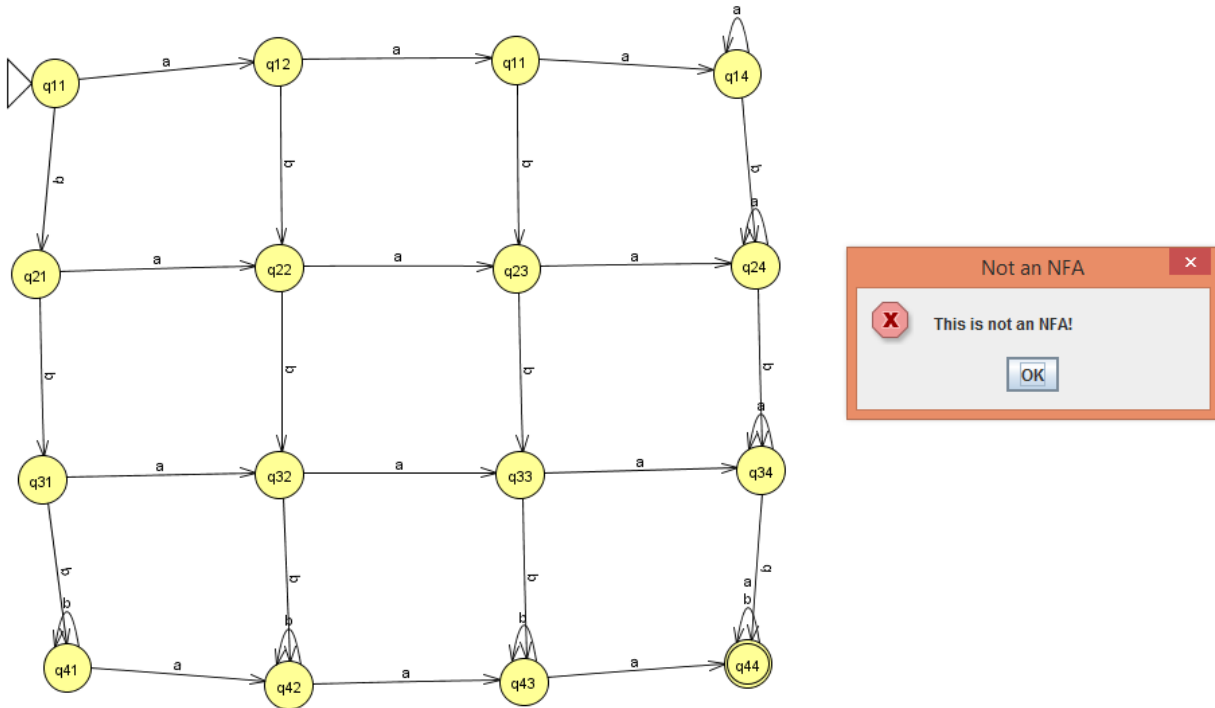 a
a a a
q11 q12 q11 q14
b b b b
a
a a a
q21 q22 q23 q24
Not an NFA
x
X This is not an NFA!
OK
b b b b
a
a a a
q31 q32 q33 q34
b b b b
a
b b b b
a a a
q41 q42 q43 q44